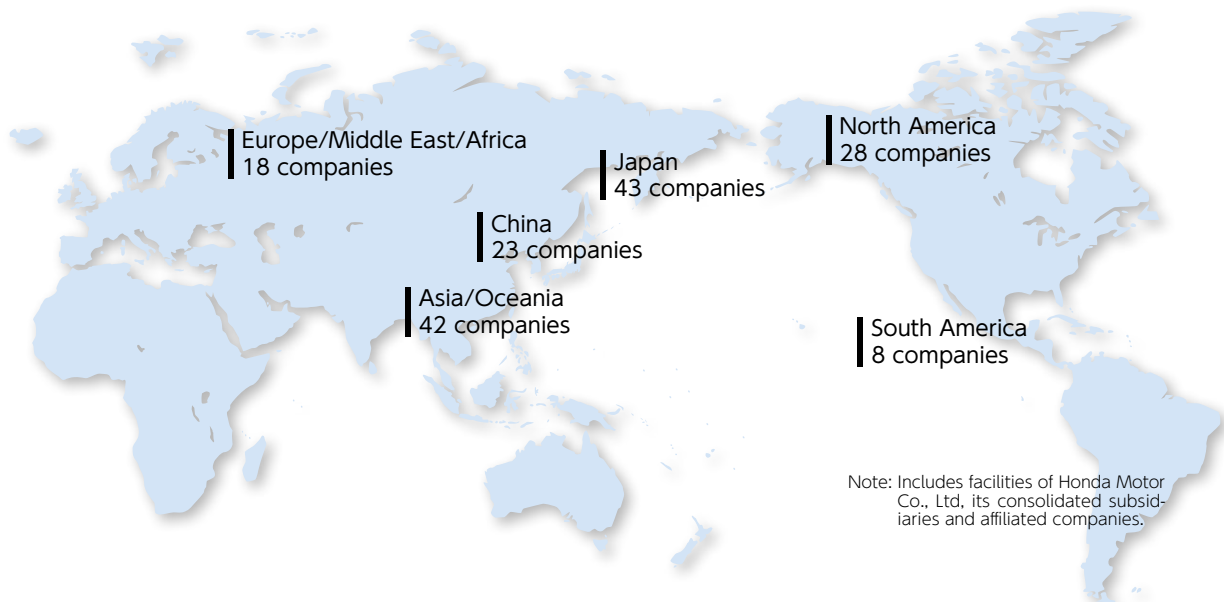 Europe/Middle East/Africa
18 companies
Japan
43 companies
North America
28 companies
China
23 companies
Asia/Oceania
42 companies
South America
8 companies
Note: Includes facilities of Honda Motor
Co., Ltd, its consolidated subsid-
iaries and affiliated companies.